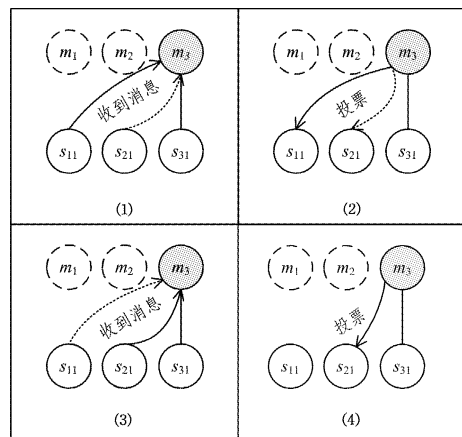 m₁ m₂ m₃
收到消息
s₁₁ s₂₁ s₃₁
(1)
m₁ m₂ m₃
投票
s₁₁ s₂₁ s₃₁
(2)
m₁ m₂ m₃
收到消息
s₁₁ s₂₁ s₃₁
(3)
m₁ m₂ m₃
投票
s₁₁ s₂₁ s₃₁
(4)